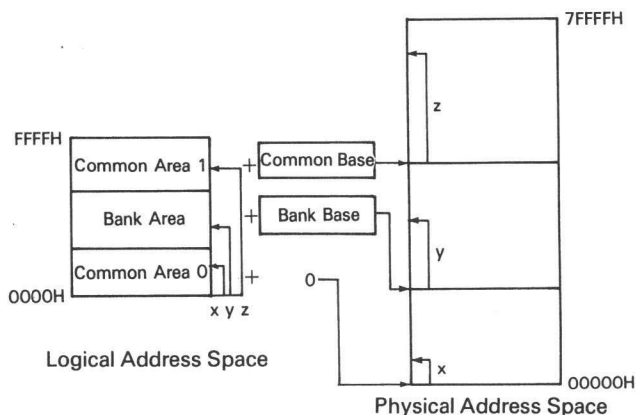 7FFFFH
z
FFFFH
Common Area 1
+
Common Base
Bank Area
+
Bank Base
y
Common Area 0
+
0
0000H
x y z
x
00000H
Logical Address Space
Physical Address Space